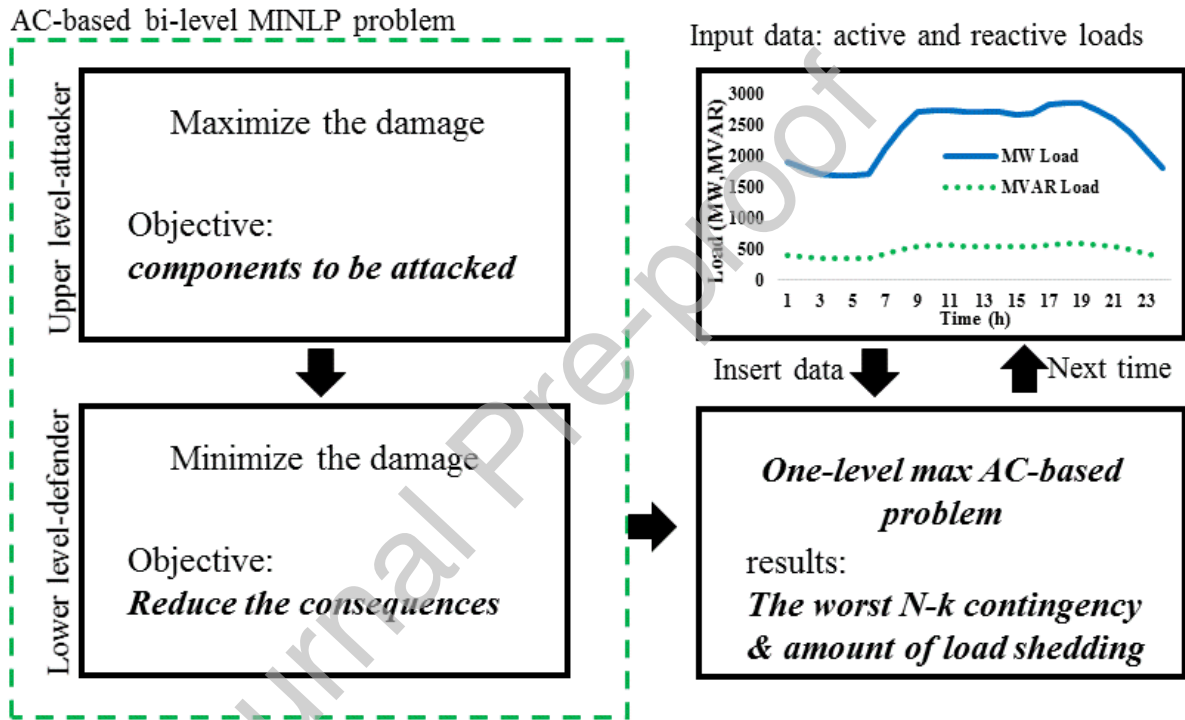 AC-based bi-level MINLP problem
Upper level-attacker
Maximize the damage
Objective:
components to be attacked
Lower level-defender
Minimize the damage
Objective:
Reduce the consequences
Input data: active and reactive loads
Load (MW,MVAR)
3000
2500
2000
1500
1000
500
0
MW Load
MVAR Load
1 3 5 7 9 11 13 15 17 19 21 23
Time (h)
Insert data
Next time
One-level max AC-based
problem
results:
The worst N-k contingency
& amount of load shedding
urnal Pre-proof